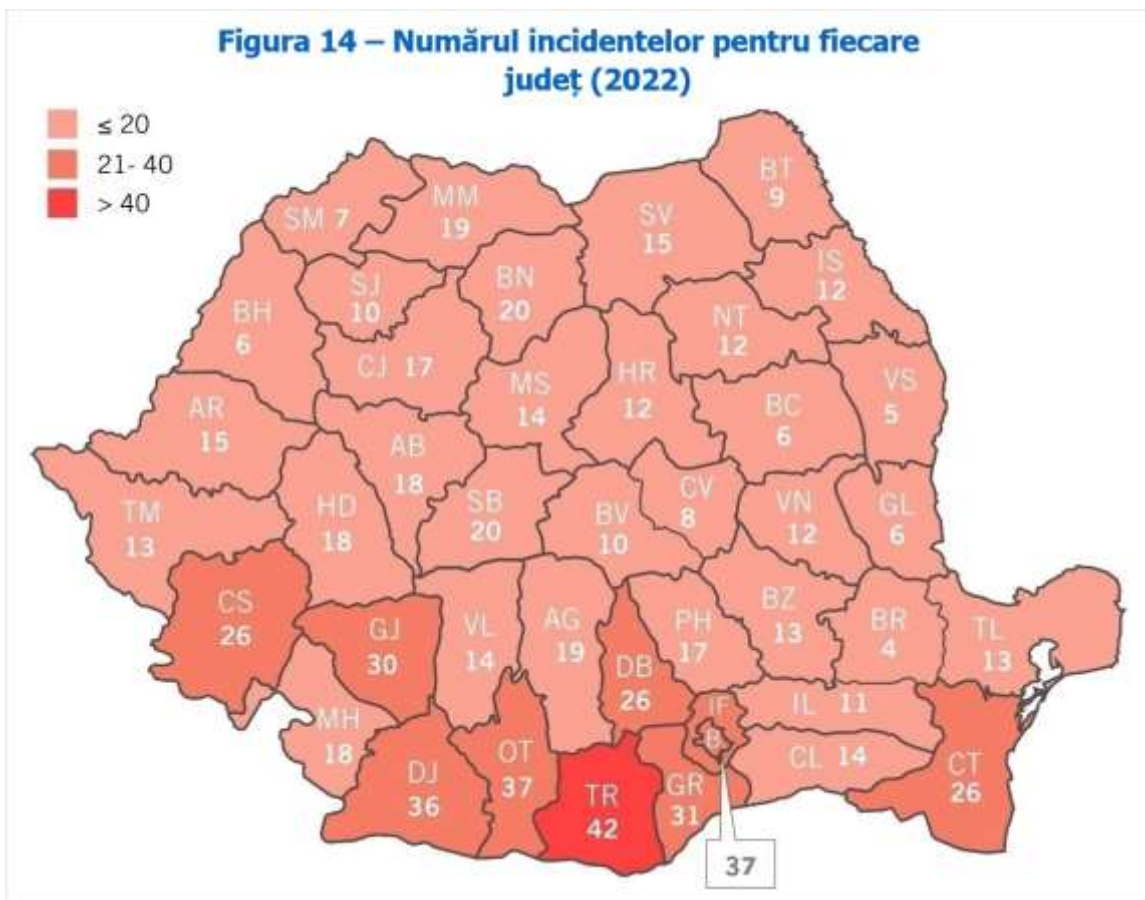 Figura 14 – Numărul incidentelor pentru fiecare
județ (2022)
≤ 20
21- 40
> 40
BT
9
MM
19
SM 7
SV
15
IS
12
BN
20
SJ
10
BH
6
NT
12
CJ 17
MS
14
HR
12
VS
5
AR
15
BC
6
AB
18
CV
8
SB
20
HD
18
VN
12
GL
6
TM
13
BV
10
CS
26
BZ
13
GJ
30
VL
14
AG
19
PH
17
BR
4
TL
13
DB
26
IF
IL 11
MH
18
B
CL 14
OT
37
CT
26
DJ
36
GR
31
TR
42
37